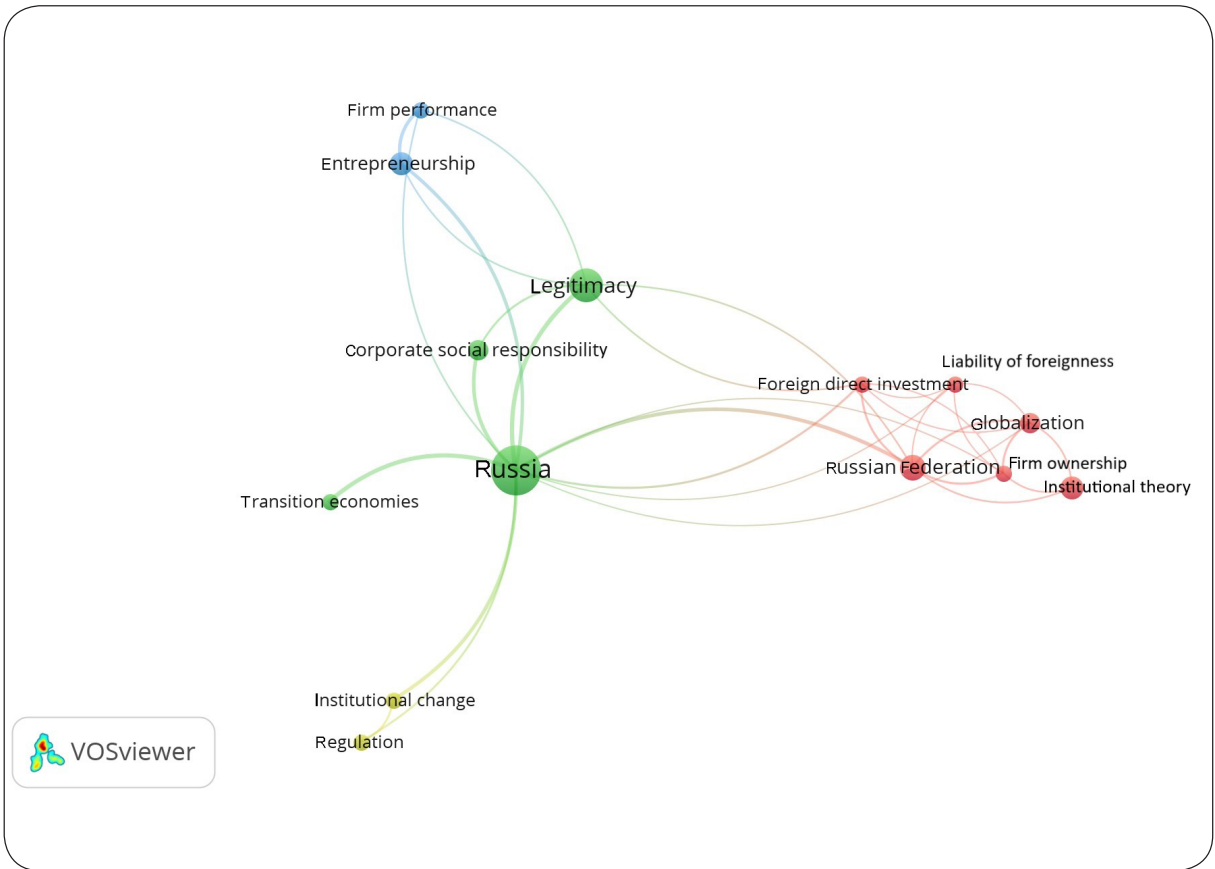 Firm performance
Entrepreneurship
Legitimacy
Corporate social responsibility
Liability of foreignness
Foreign direct investment
Globalization
Russia
Russian Federation
Firm ownership
Institutional theory
Transition economies
Institutional change
Regulation
VOSviewer